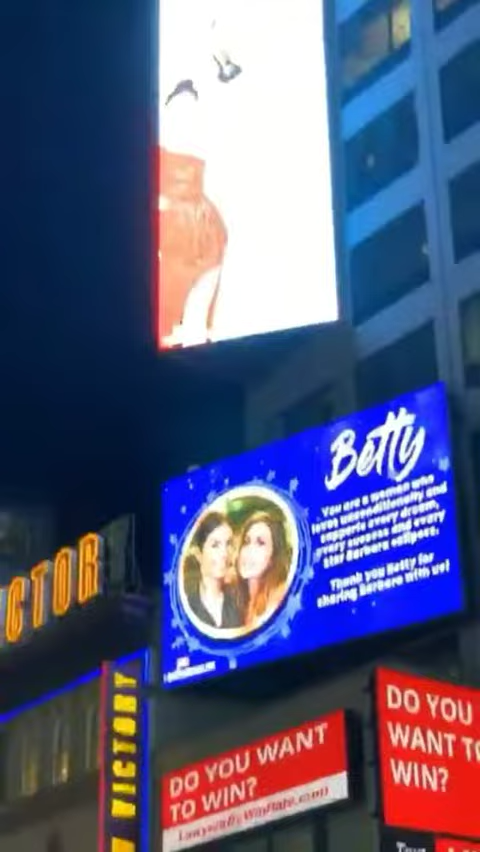 Betty
You are a woman who
loves unconditionally and
supports every dream,
every success and every
star Barbara eclipses.
Thank you Betty for
sharing Barbara with us!
CTOR
VICTORY
DO YOU WANT
TO WIN?
DO YOU
WANT TO
WIN?